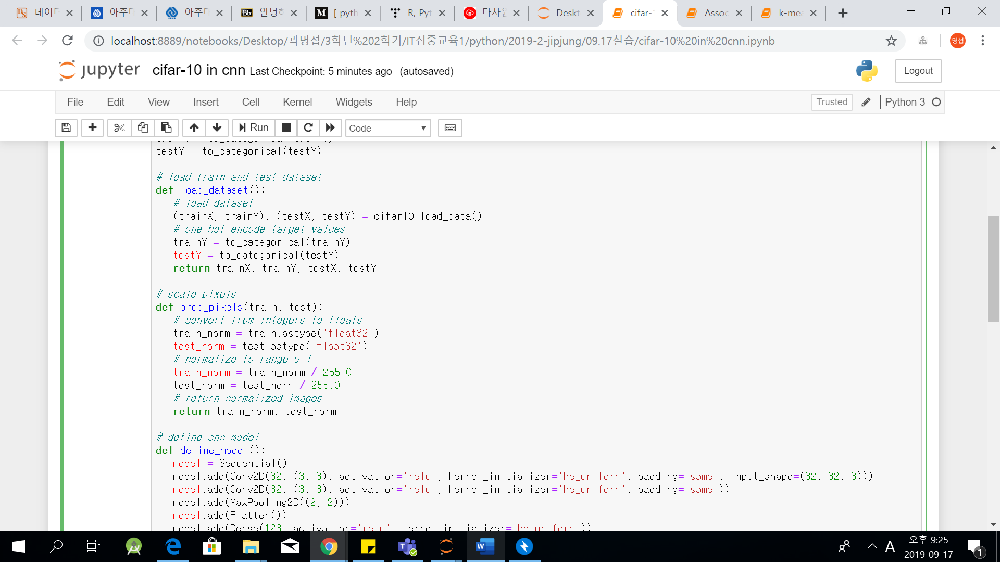 데이터
아주대
아주대
Bb 안녕하
M [ pyth
R, Pyt
다차원
Deskt
cifar-
Assoc
k-mea
localhost:8889/notebooks/Desktop/곽명섭/3학년%202학기/IT집중교육1/python/2019-2-jipjung/09.17실습/cifar-10%20in%20cnn.ipynb
명섭
jupyter cifar-10 in cnn Last Checkpoint: 5 minutes ago (autosaved)
Logout
File Edit View Insert Cell Kernel Widgets Help
Trusted Python 3
Run Code
testY = to_categorical(testY)
# load train and test dataset
def load_dataset():
# load dataset
(trainX, trainY), (testX, testY) = cifar10.load_data()
# one hot encode target values
trainY = to_categorical(trainY)
testY = to_categorical(testY)
return trainX, trainY, testX, testY
# scale pixels
def prep_pixels(train, test):
# convert from integers to floats
train_norm = train.astype('float32')
test_norm = test.astype('float32')
# normalize to range 0-1
train_norm = train_norm / 255.0
test_norm = test_norm / 255.0
# return normalized images
return train_norm, test_norm
# define cnn model
def define_model():
model = Sequential()
model.add(Conv2D(32, (3, 3), activation='relu', kernel_initializer='he_uniform', padding='same', input_shape=(32, 32, 3)))
model.add(Conv2D(32, (3, 3), activation='relu', kernel_initializer='he_uniform', padding='same'))
model.add(MaxPooling2D((2, 2)))
model.add(Flatten())
model.add(Dense(128, activation='relu', kernel_initializer='he_uniform'))
A
오후 9:25
2019-09-17
1